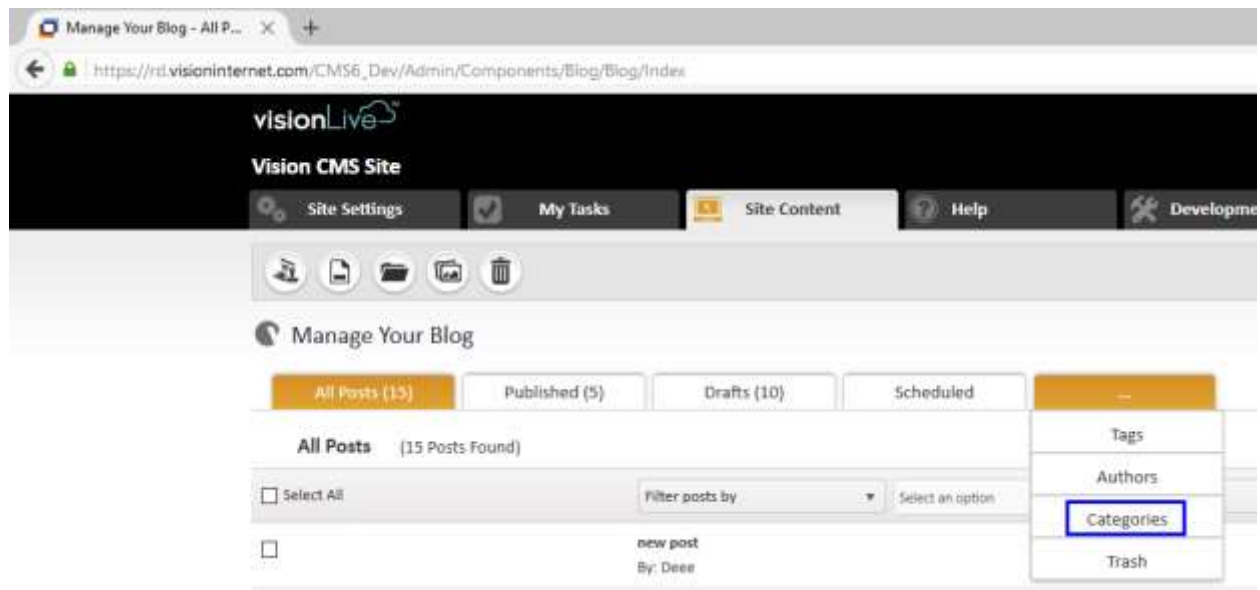 Manage Your Blog - All P...
https://rd.visioninternet.com/CMS6_Dev/Admin/Components/Blog/Blog/Index
visionLive™
Vision CMS Site
Site Settings My Tasks Site Content Help Developme
Manage Your Blog
All Posts (15) Published (5) Drafts (10) Scheduled ...
All Posts (15 Posts Found) Tags
Authors
Select All Filter posts by Select an option
Categories
new post
By: Deee
Trash